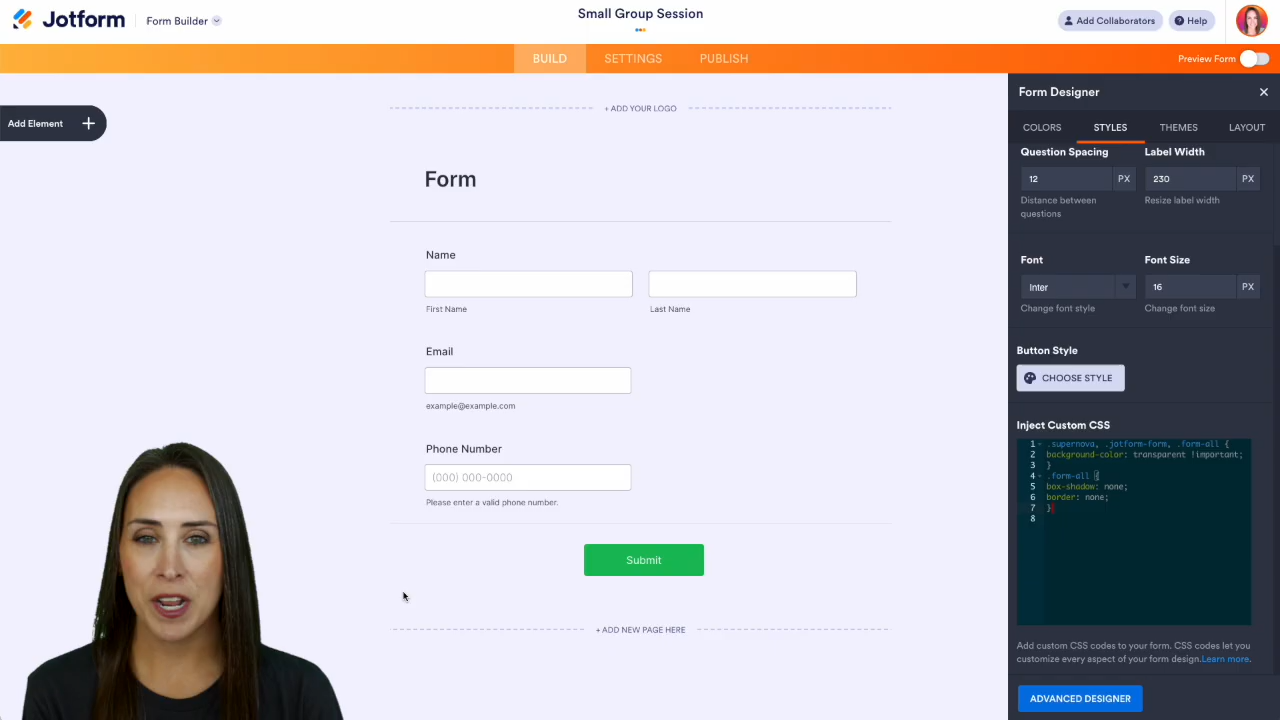 Jotform
Form Builder
Small Group Session
Add Collaborators
Help
BUILD
SETTINGS
PUBLISH
Preview Form
Add Element +
+ ADD YOUR LOGO
Form
Name
First Name
Last Name
Email
example@example.com
Phone Number
(000) 000-0000
Please enter a valid phone number.
Submit
+ ADD NEW PAGE HERE
Form Designer
COLORS
STYLES
THEMES
LAYOUT
Question Spacing
Label Width
12 PX
230 PX
Distance between
questions
Resize label width
Font
Font Size
Inter
16 PX
Change font style
Change font size
Button Style
CHOOSE STYLE
Inject Custom CSS
1 .supernova, .jotform-form, .form-all {
2 background-color: transparent !important;
3 }
4 .form-all {
5 box-shadow: none;
6 border: none;
7 }
8
Add custom CSS codes to your form. CSS codes let you
customize every aspect of your form design.Learn more.
ADVANCED DESIGNER